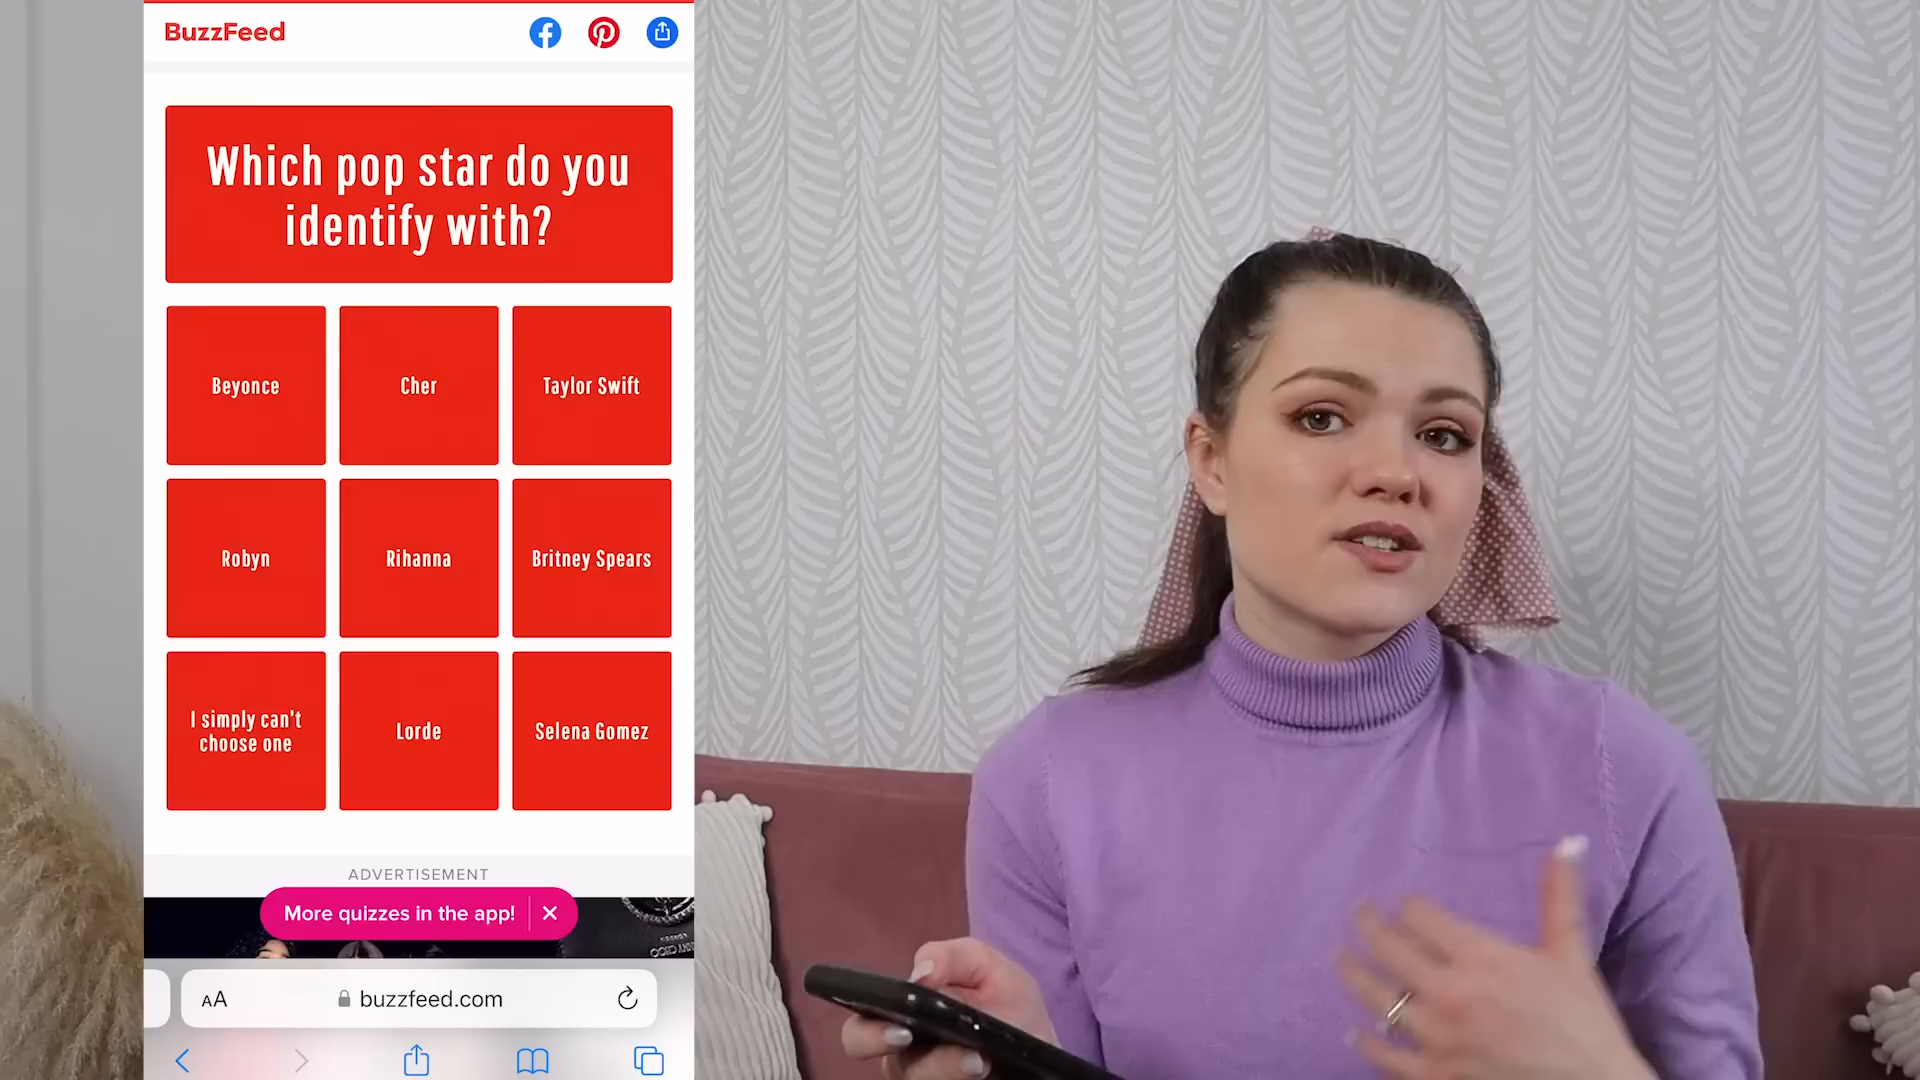 BuzzFeed
Which pop star do you
identify with?
Beyonce
Cher
Taylor Swift
Robyn
Rihanna
Britney Spears
I simply can't
choose one
Lorde
Selena Gomez
ADVERTISEMENT
More quizzes in the app!
AA
buzzfeed.com